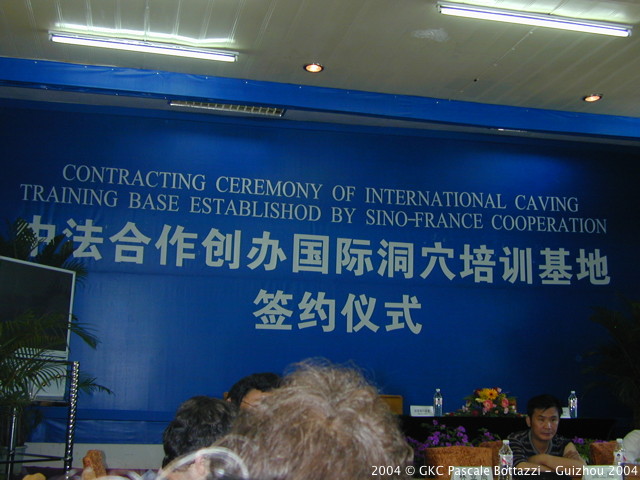 CONTRACTING CEREMONY OF INTERNATIONAL CAVING
TRAINING BASE ESTABLISHOD BY SINO-FRANCE COOPERATION
中法合作创办国际洞穴培训基地
签约仪式
2004 © GKC Pascale Bottazzi - Guizhou 2004